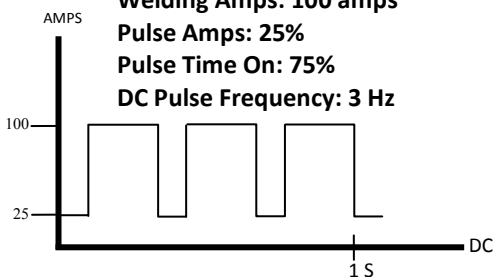 Welding Amps: 100 amps
AMPS
Pulse Amps: 25%
Pulse Time On: 75%
DC Pulse Frequency: 3 Hz
100
25
DC
1 S